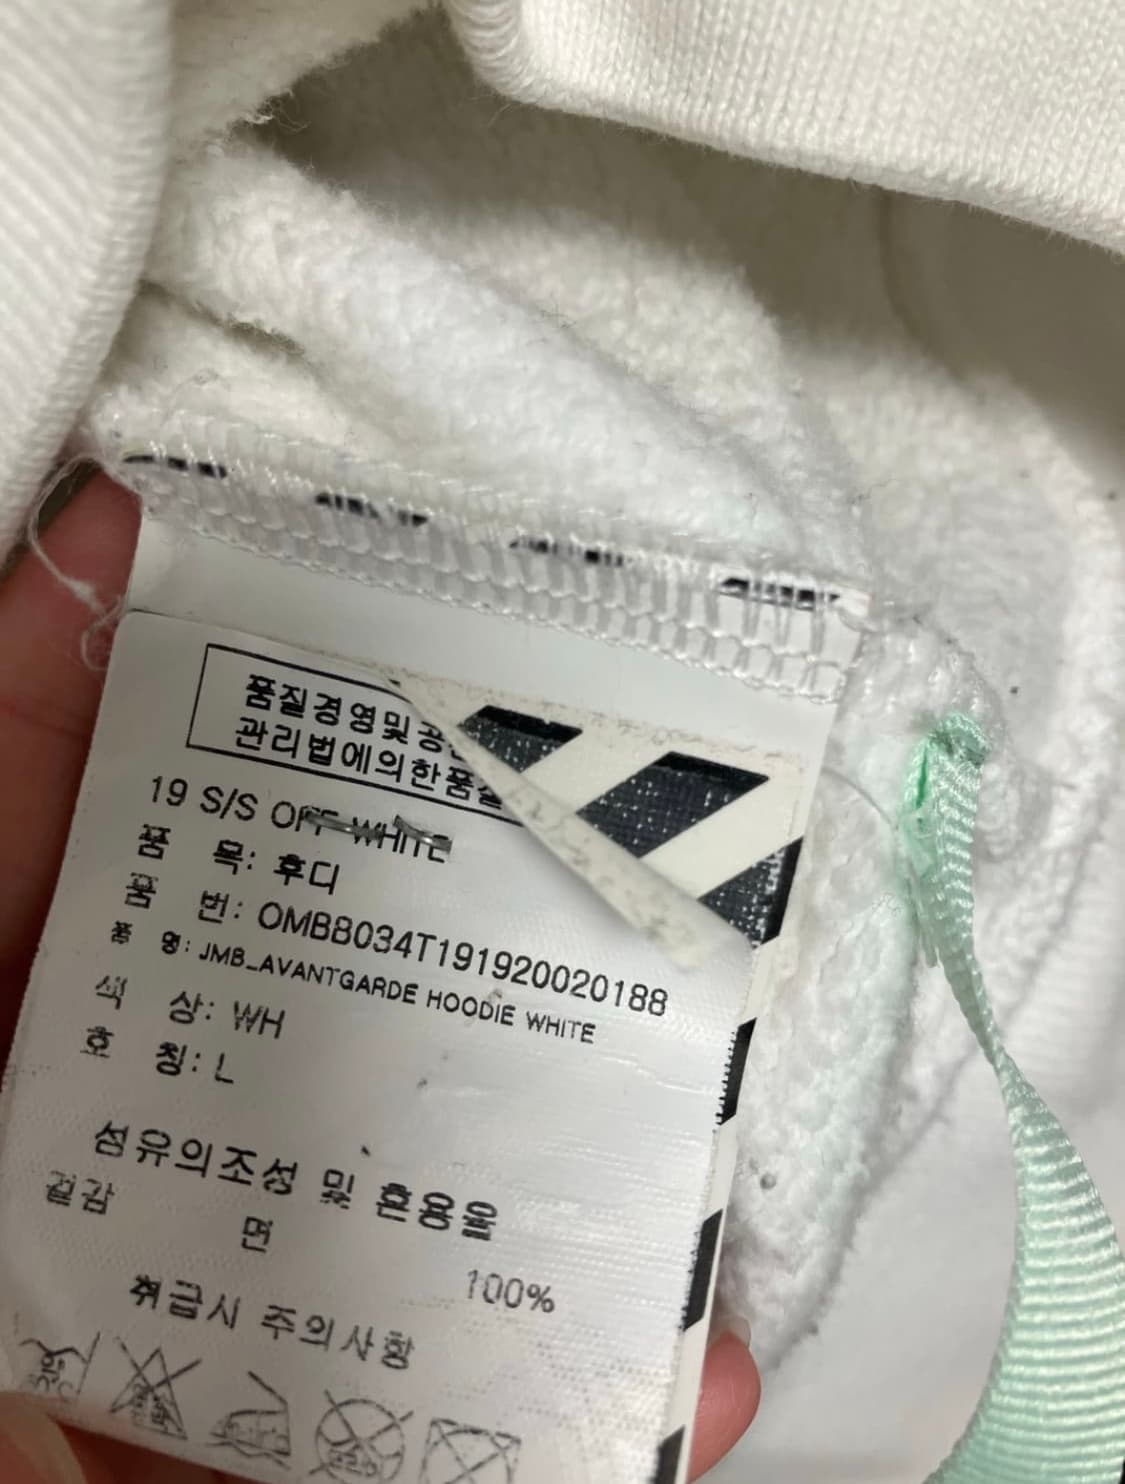 품질경영및공
관리법에의한품질
19 S/S OFF-WHITE
품 목: 후디
품 번: OMBB034T191920020188
품 명: JMB_AVANTGARDE HOODIE WHITE
색 상: WH
호 칭: L
섬유의조성 및 혼용율
겉감
면
100%
취급시 주의사항